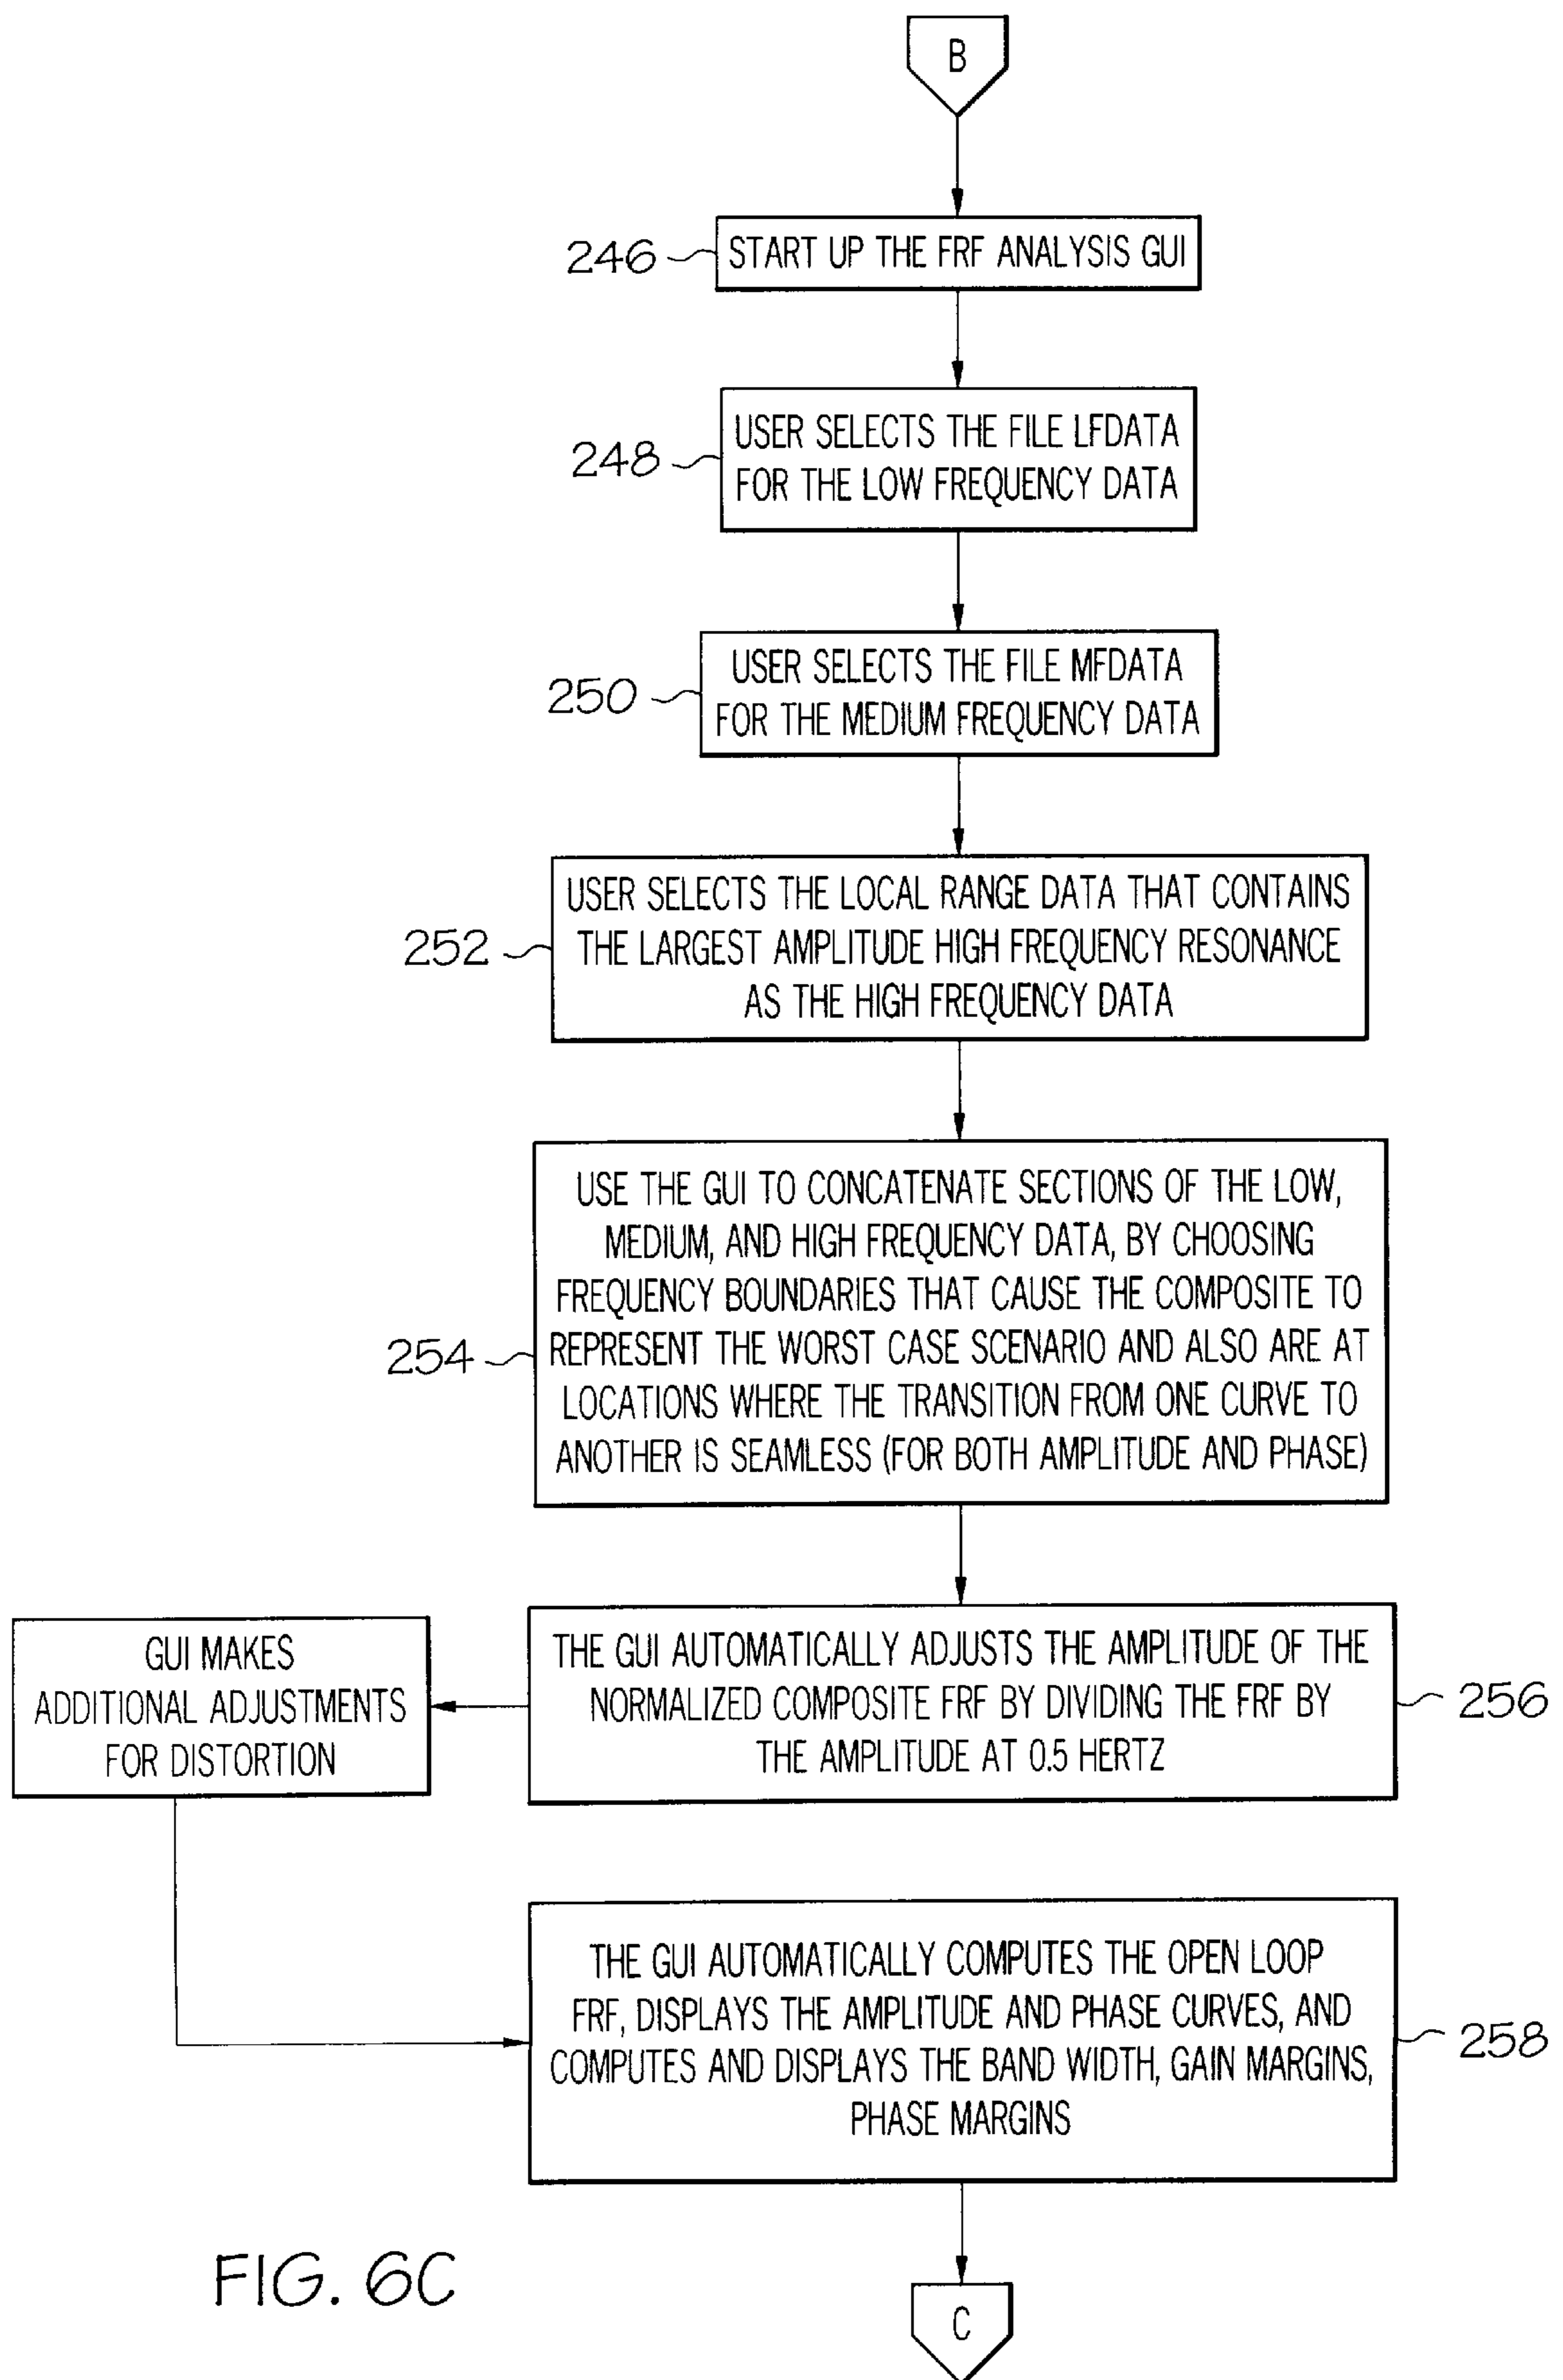 B
246
START UP THE FRF ANALYSIS GUI
248
USER SELECTS THE FILE LFDATA
FOR THE LOW FREQUENCY DATA
250
USER SELECTS THE FILE MFDATA
FOR THE MEDIUM FREQUENCY DATA
252
USER SELECTS THE LOCAL RANGE DATA THAT CONTAINS
THE LARGEST AMPLITUDE HIGH FREQUENCY RESONANCE
AS THE HIGH FREQUENCY DATA
254
USE THE GUI TO CONCATENATE SECTIONS OF THE LOW,
MEDIUM, AND HIGH FREQUENCY DATA, BY CHOOSING
FREQUENCY BOUNDARIES THAT CAUSE THE COMPOSITE TO
REPRESENT THE WORST CASE SCENARIO AND ALSO ARE AT
LOCATIONS WHERE THE TRANSITION FROM ONE CURVE TO
ANOTHER IS SEAMLESS (FOR BOTH AMPLITUDE AND PHASE)
THE GUI AUTOMATICALLY ADJUSTS THE AMPLITUDE OF THE
NORMALIZED COMPOSITE FRF BY DIVIDING THE FRF BY
THE AMPLITUDE AT 0.5 HERTZ
256
GUI MAKES
ADDITIONAL ADJUSTMENTS
FOR DISTORTION
THE GUI AUTOMATICALLY COMPUTES THE OPEN LOOP
FRF, DISPLAYS THE AMPLITUDE AND PHASE CURVES, AND
COMPUTES AND DISPLAYS THE BAND WIDTH, GAIN MARGINS,
PHASE MARGINS
258
FIG. 6C
C